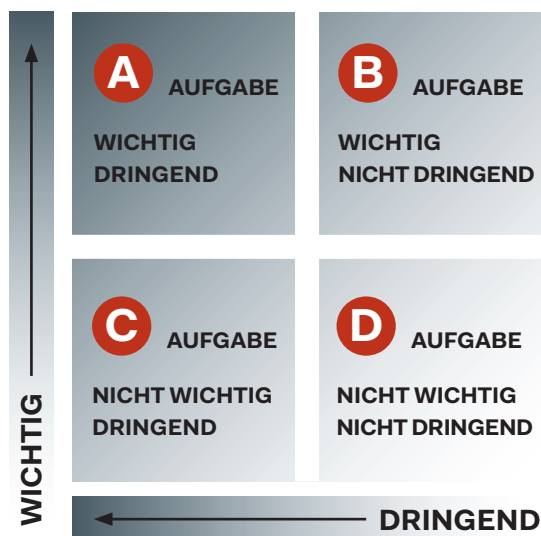 A AUFGABE
WICHTIG
DRINGEND
B AUFGABE
WICHTIG
NICHT DRINGEND
C AUFGABE
NICHT WICHTIG
DRINGEND
D AUFGABE
NICHT WICHTIG
NICHT DRINGEND
WICHTIG
DRINGEND